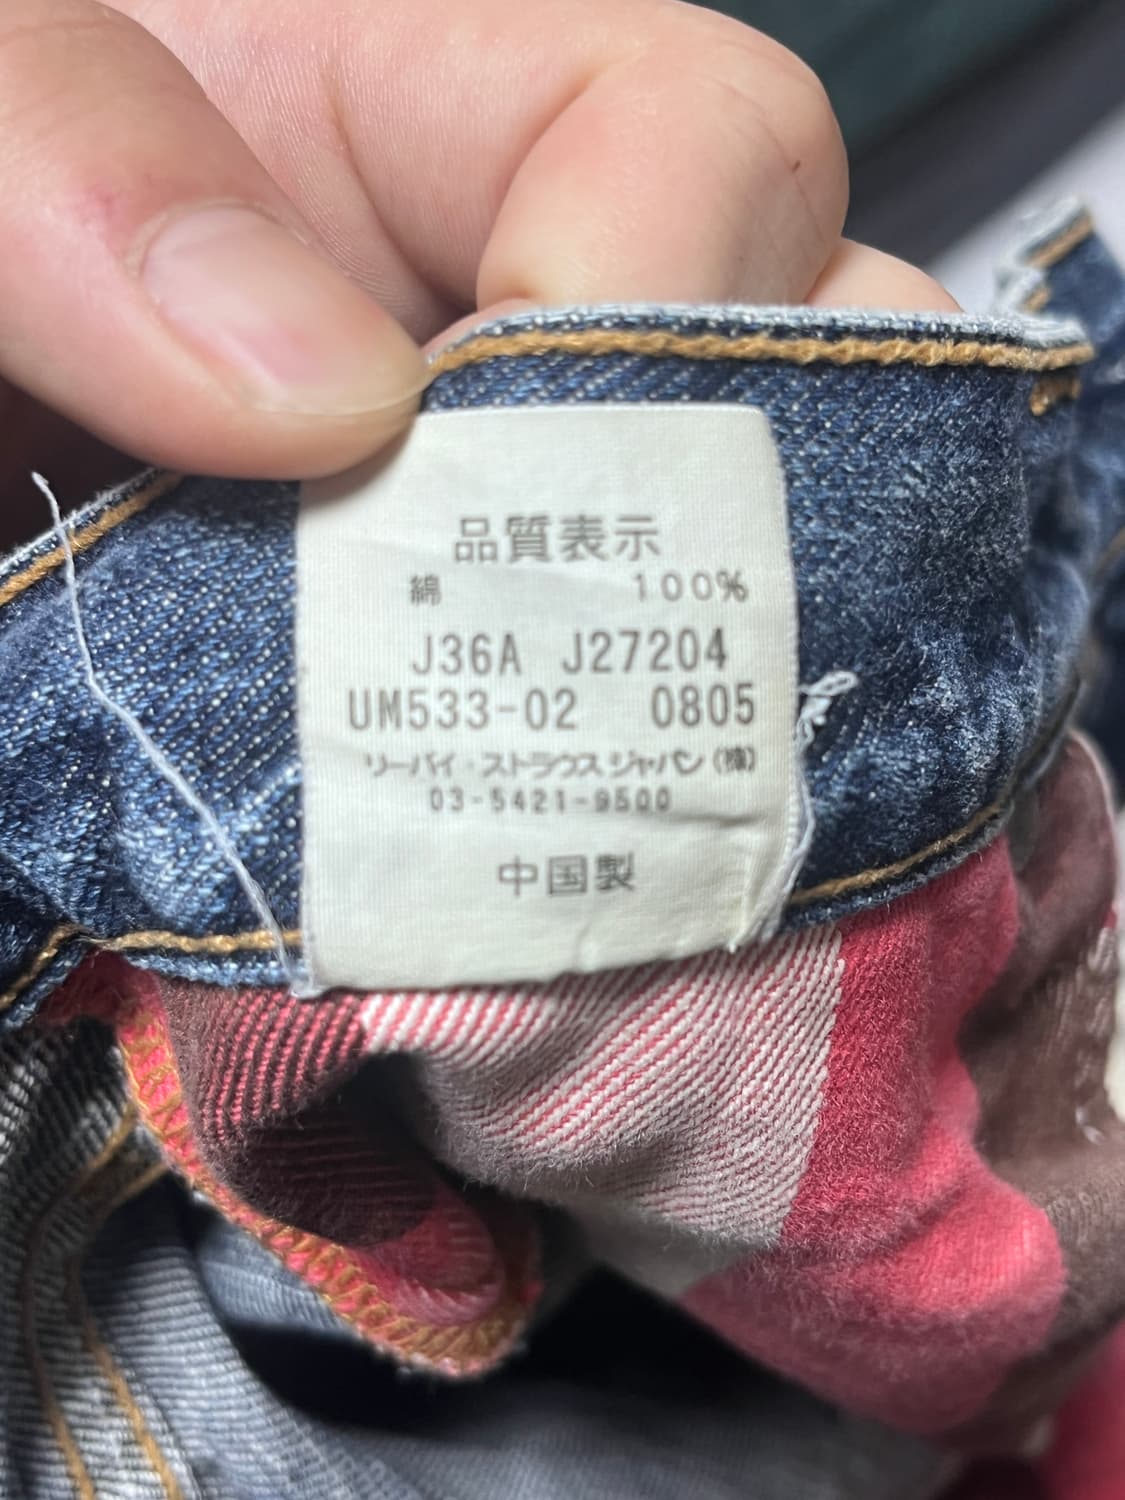 品質表示
綿 100%
J36A J27204
UM533-02 0805
リーバイ・ストラウス ジャパン(株)
03-5421-9500
中国製